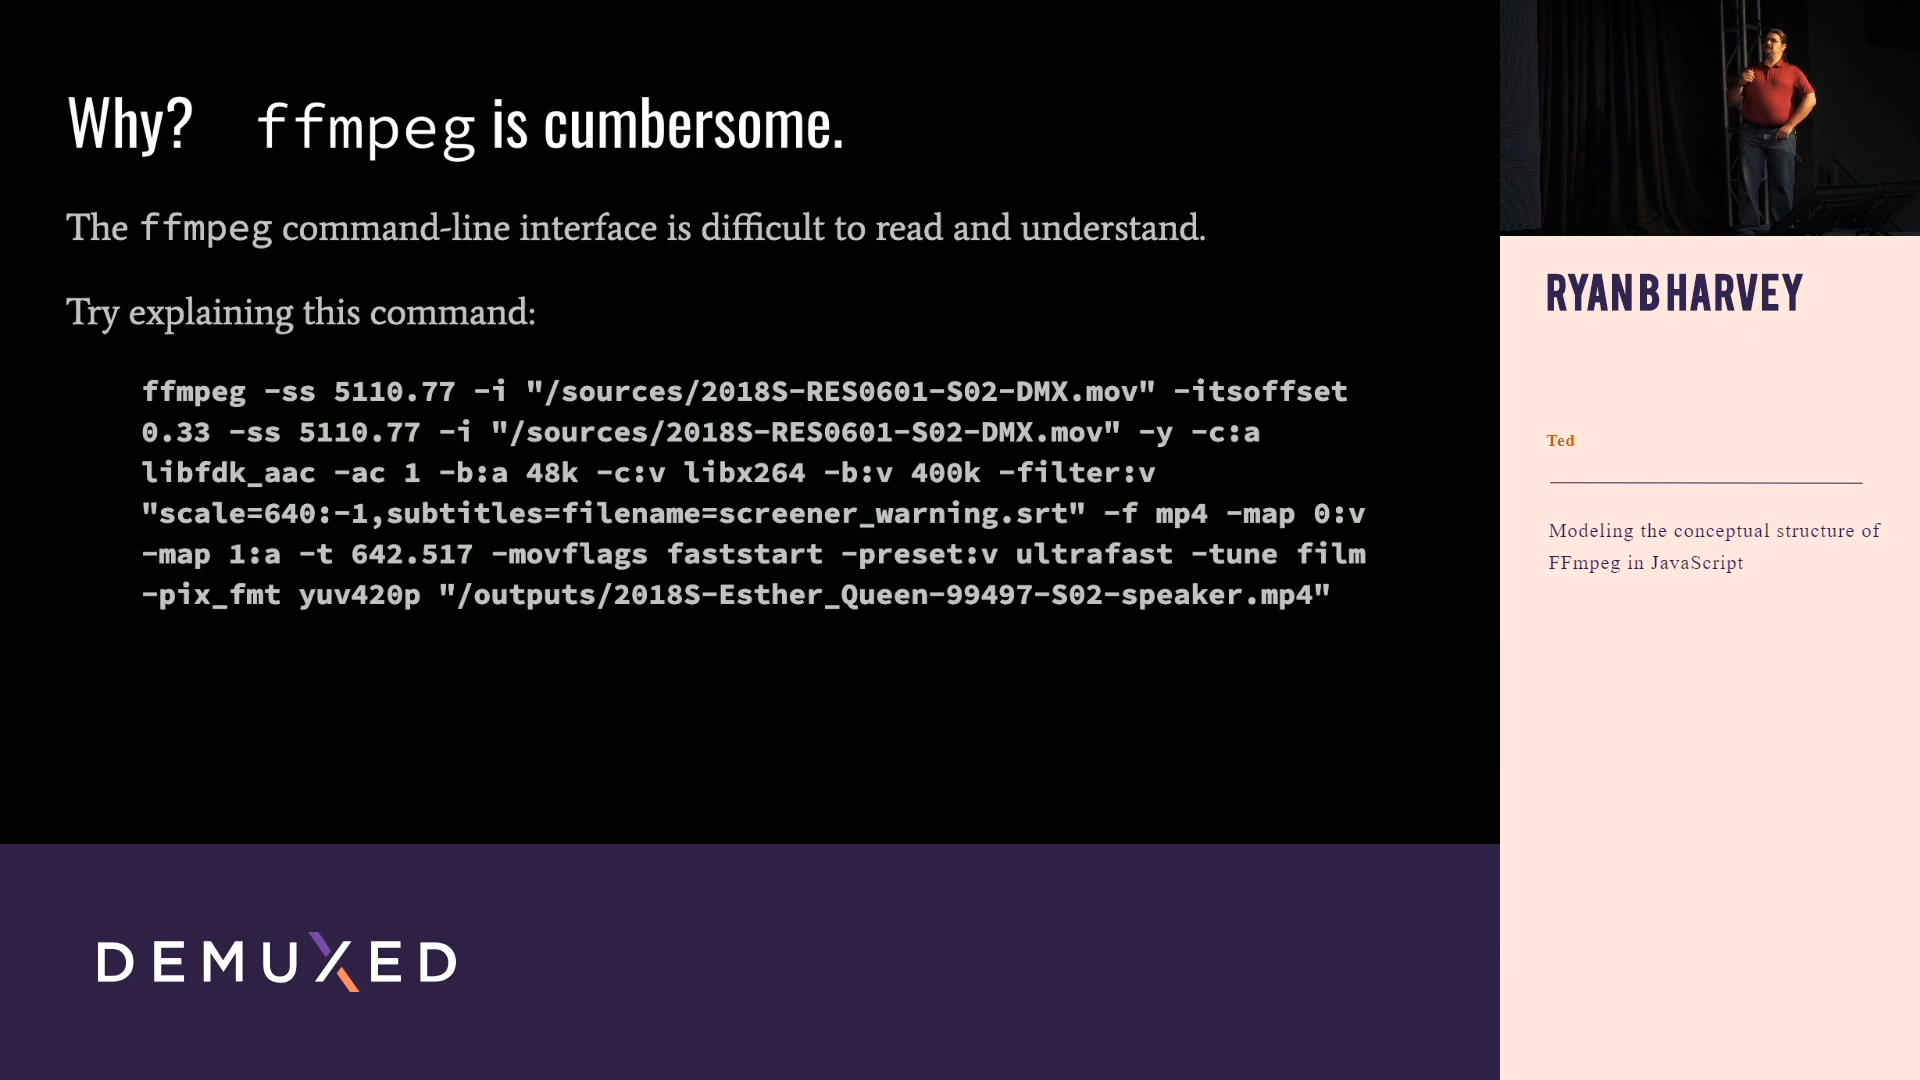 Why? ffmpeg is cumbersome.
The ffmpeg command-line interface is difficult to read and understand.
Try explaining this command:
ffmpeg -ss 5110.77 -i "/sources/2018S-RES0601-S02-DMX.mov" -itsoffset
0.33 -ss 5110.77 -i "/sources/2018S-RES0601-S02-DMX.mov" -y -c:a
libfdk_aac -ac 1 -b:a 48k -c:v libx264 -b:v 400k -filter:v
"scale=640:-1,subtitles=filename=screener_warning.srt" -f mp4 -map 0:v
-map 1:a -t 642.517 -movflags faststart -preset:v ultrafast -tune film
-pix_fmt yuv420p "/outputs/2018S-Esther_Queen-99497-S02-speaker.mp4"
DEMUXED
RYAN B HARVEY
Ted
Modeling the conceptual structure of
FFmpeg in JavaScript